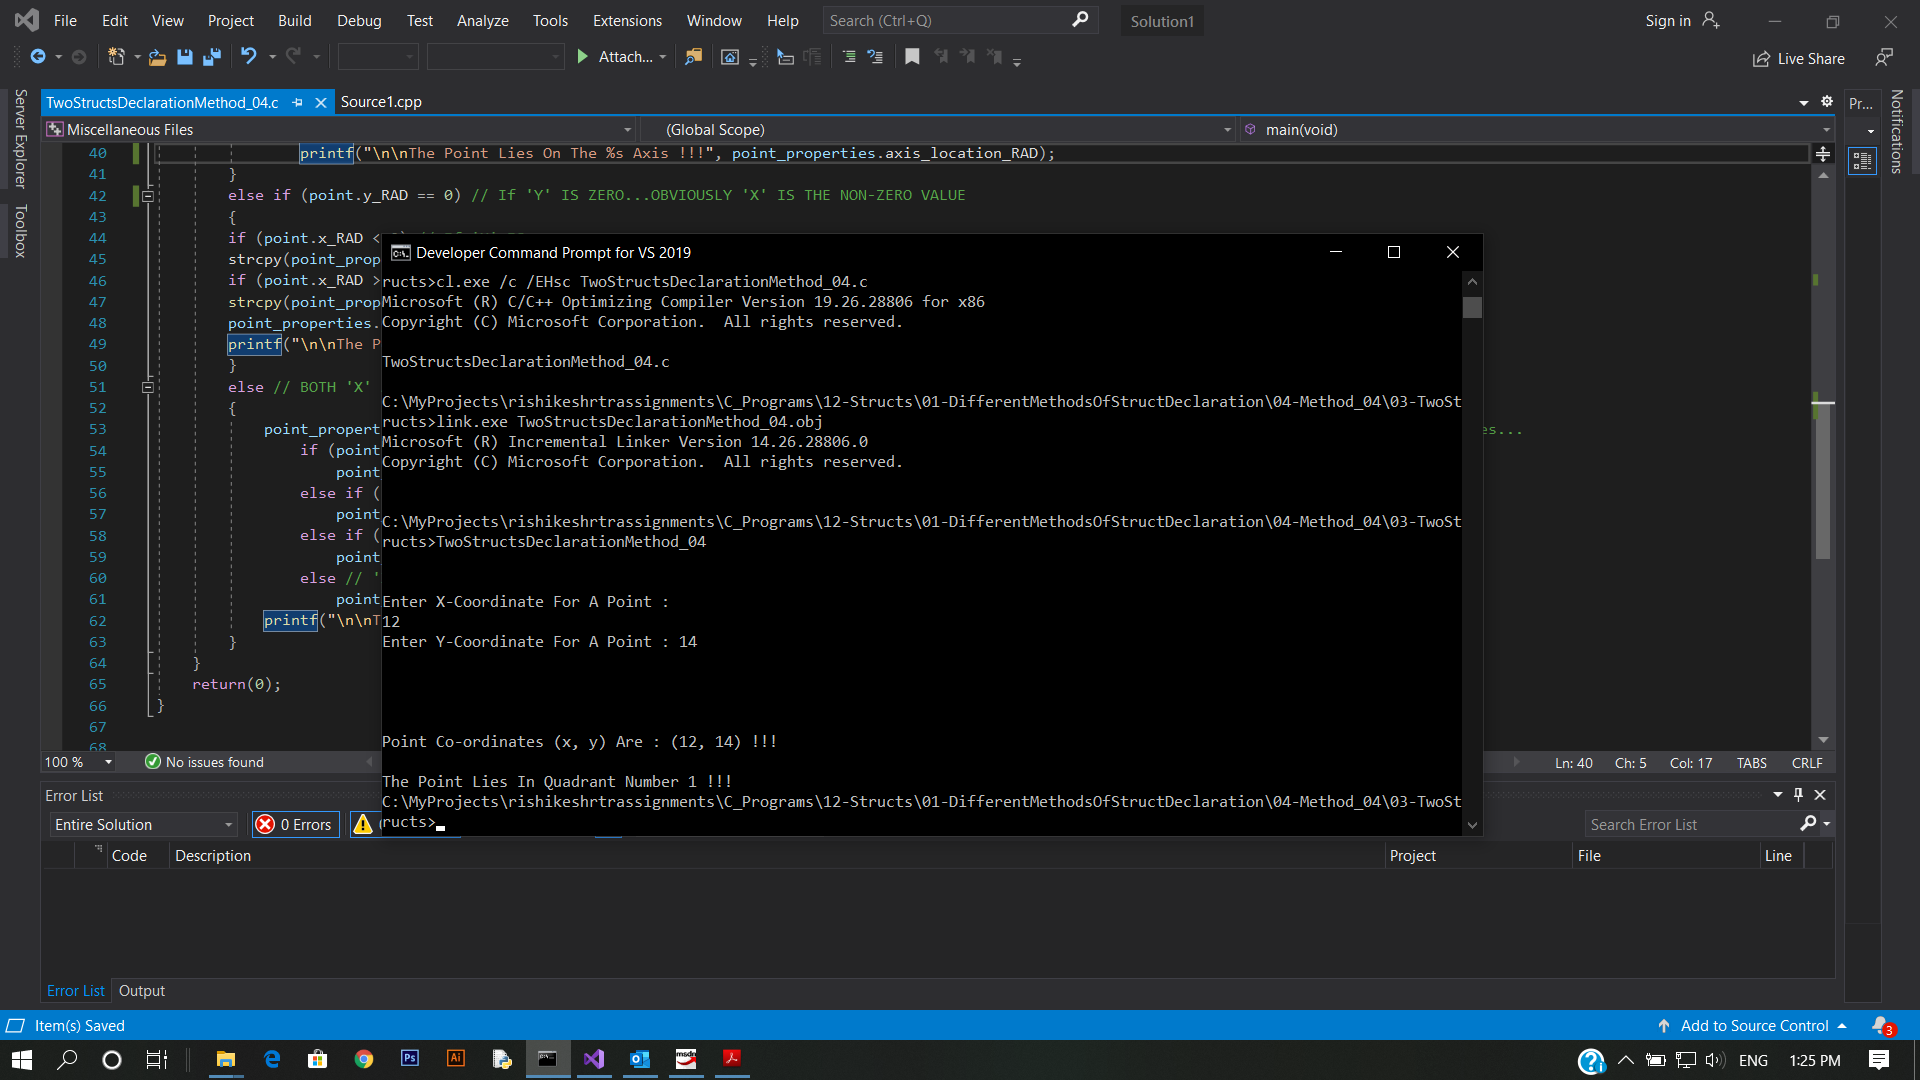 File Edit View Project Build Debug Test Analyze Tools Extensions Window Help Search (Ctrl+Q) Solution1 Sign in
Attach... Live Share
Server Explorer
Toolbox
TwoStructsDeclarationMethod_04.c Source1.cpp Pr...
Notifications
Miscellaneous Files (Global Scope) main(void)
40 printf("\n\nThe Point Lies On The %s Axis !!!", point_properties.axis_location_RAD);
41 }
42 else if (point.y_RAD == 0) // If 'Y' IS ZERO...OBVIOUSLY 'X' IS THE NON-ZERO VALUE
43 {
44 if (point.x_RAD <
45 strcpy(point_prop
46 if (point.x_RAD >
47 strcpy(point_prop
48 point_properties.
49 printf("\n\nThe P
50 }
51 else // BOTH 'X'
52 {
53 point_propert es...
54 if (point
55 point
56 else if (
57 point
58 else if (
59 point
60 else // '
61 point
62 printf("\n\nT
63 }
64 }
65 return(0);
66 }
67
68
Developer Command Prompt for VS 2019
ructs>cl.exe /c /EHsc TwoStructsDeclarationMethod_04.c
Microsoft (R) C/C++ Optimizing Compiler Version 19.26.28806 for x86
Copyright (C) Microsoft Corporation. All rights reserved.
TwoStructsDeclarationMethod_04.c
C:\MyProjects\rishikeshrtrassignments\C_Programs\12-Structs\01-DifferentMethodsOfStructDeclaration\04-Method_04\03-TwoSt
ructs>link.exe TwoStructsDeclarationMethod_04.obj
Microsoft (R) Incremental Linker Version 14.26.28806.0
Copyright (C) Microsoft Corporation. All rights reserved.
C:\MyProjects\rishikeshrtrassignments\C_Programs\12-Structs\01-DifferentMethodsOfStructDeclaration\04-Method_04\03-TwoSt
ructs>TwoStructsDeclarationMethod_04
Enter X-Coordinate For A Point :
12
Enter Y-Coordinate For A Point : 14
Point Co-ordinates (x, y) Are : (12, 14) !!!
The Point Lies In Quadrant Number 1 !!!
C:\MyProjects\rishikeshrtrassignments\C_Programs\12-Structs\01-DifferentMethodsOfStructDeclaration\04-Method_04\03-TwoSt
ructs>
100 % No issues found Ln: 40 Ch: 5 Col: 17 TABS CRLF
Error List
Entire Solution 0 Errors Search Error List
Code Description Project File Line
Error List Output
Item(s) Saved Add to Source Control 3
Ps Ai msdn ENG 1:25 PM